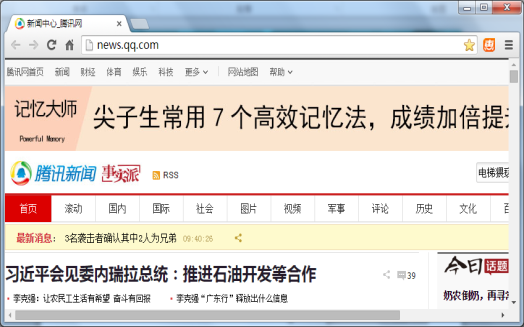 新闻中心_腾讯网
news.qq.com
腾讯网首页 新闻 财经 体育 娱乐 科技 更多 网站地图 帮助
记忆大师 尖子生常用7个高效记忆法，成绩加倍提
Powerful Memory
腾讯新闻 事实派 RSS 电梯
首页 滚动 国内 国际 社会 图片 视频 军事 评论 历史 文化
最新消息： 3名袭击者确认其中2人为兄弟 09:40:26
习近平会见委内瑞拉总统：推进石油开发等合作 39
今日话题
• 李克强：让农民工生活有希望 奋斗有回报 • 李克强“广东行”释放出什么信息
奶农倒奶，再寻